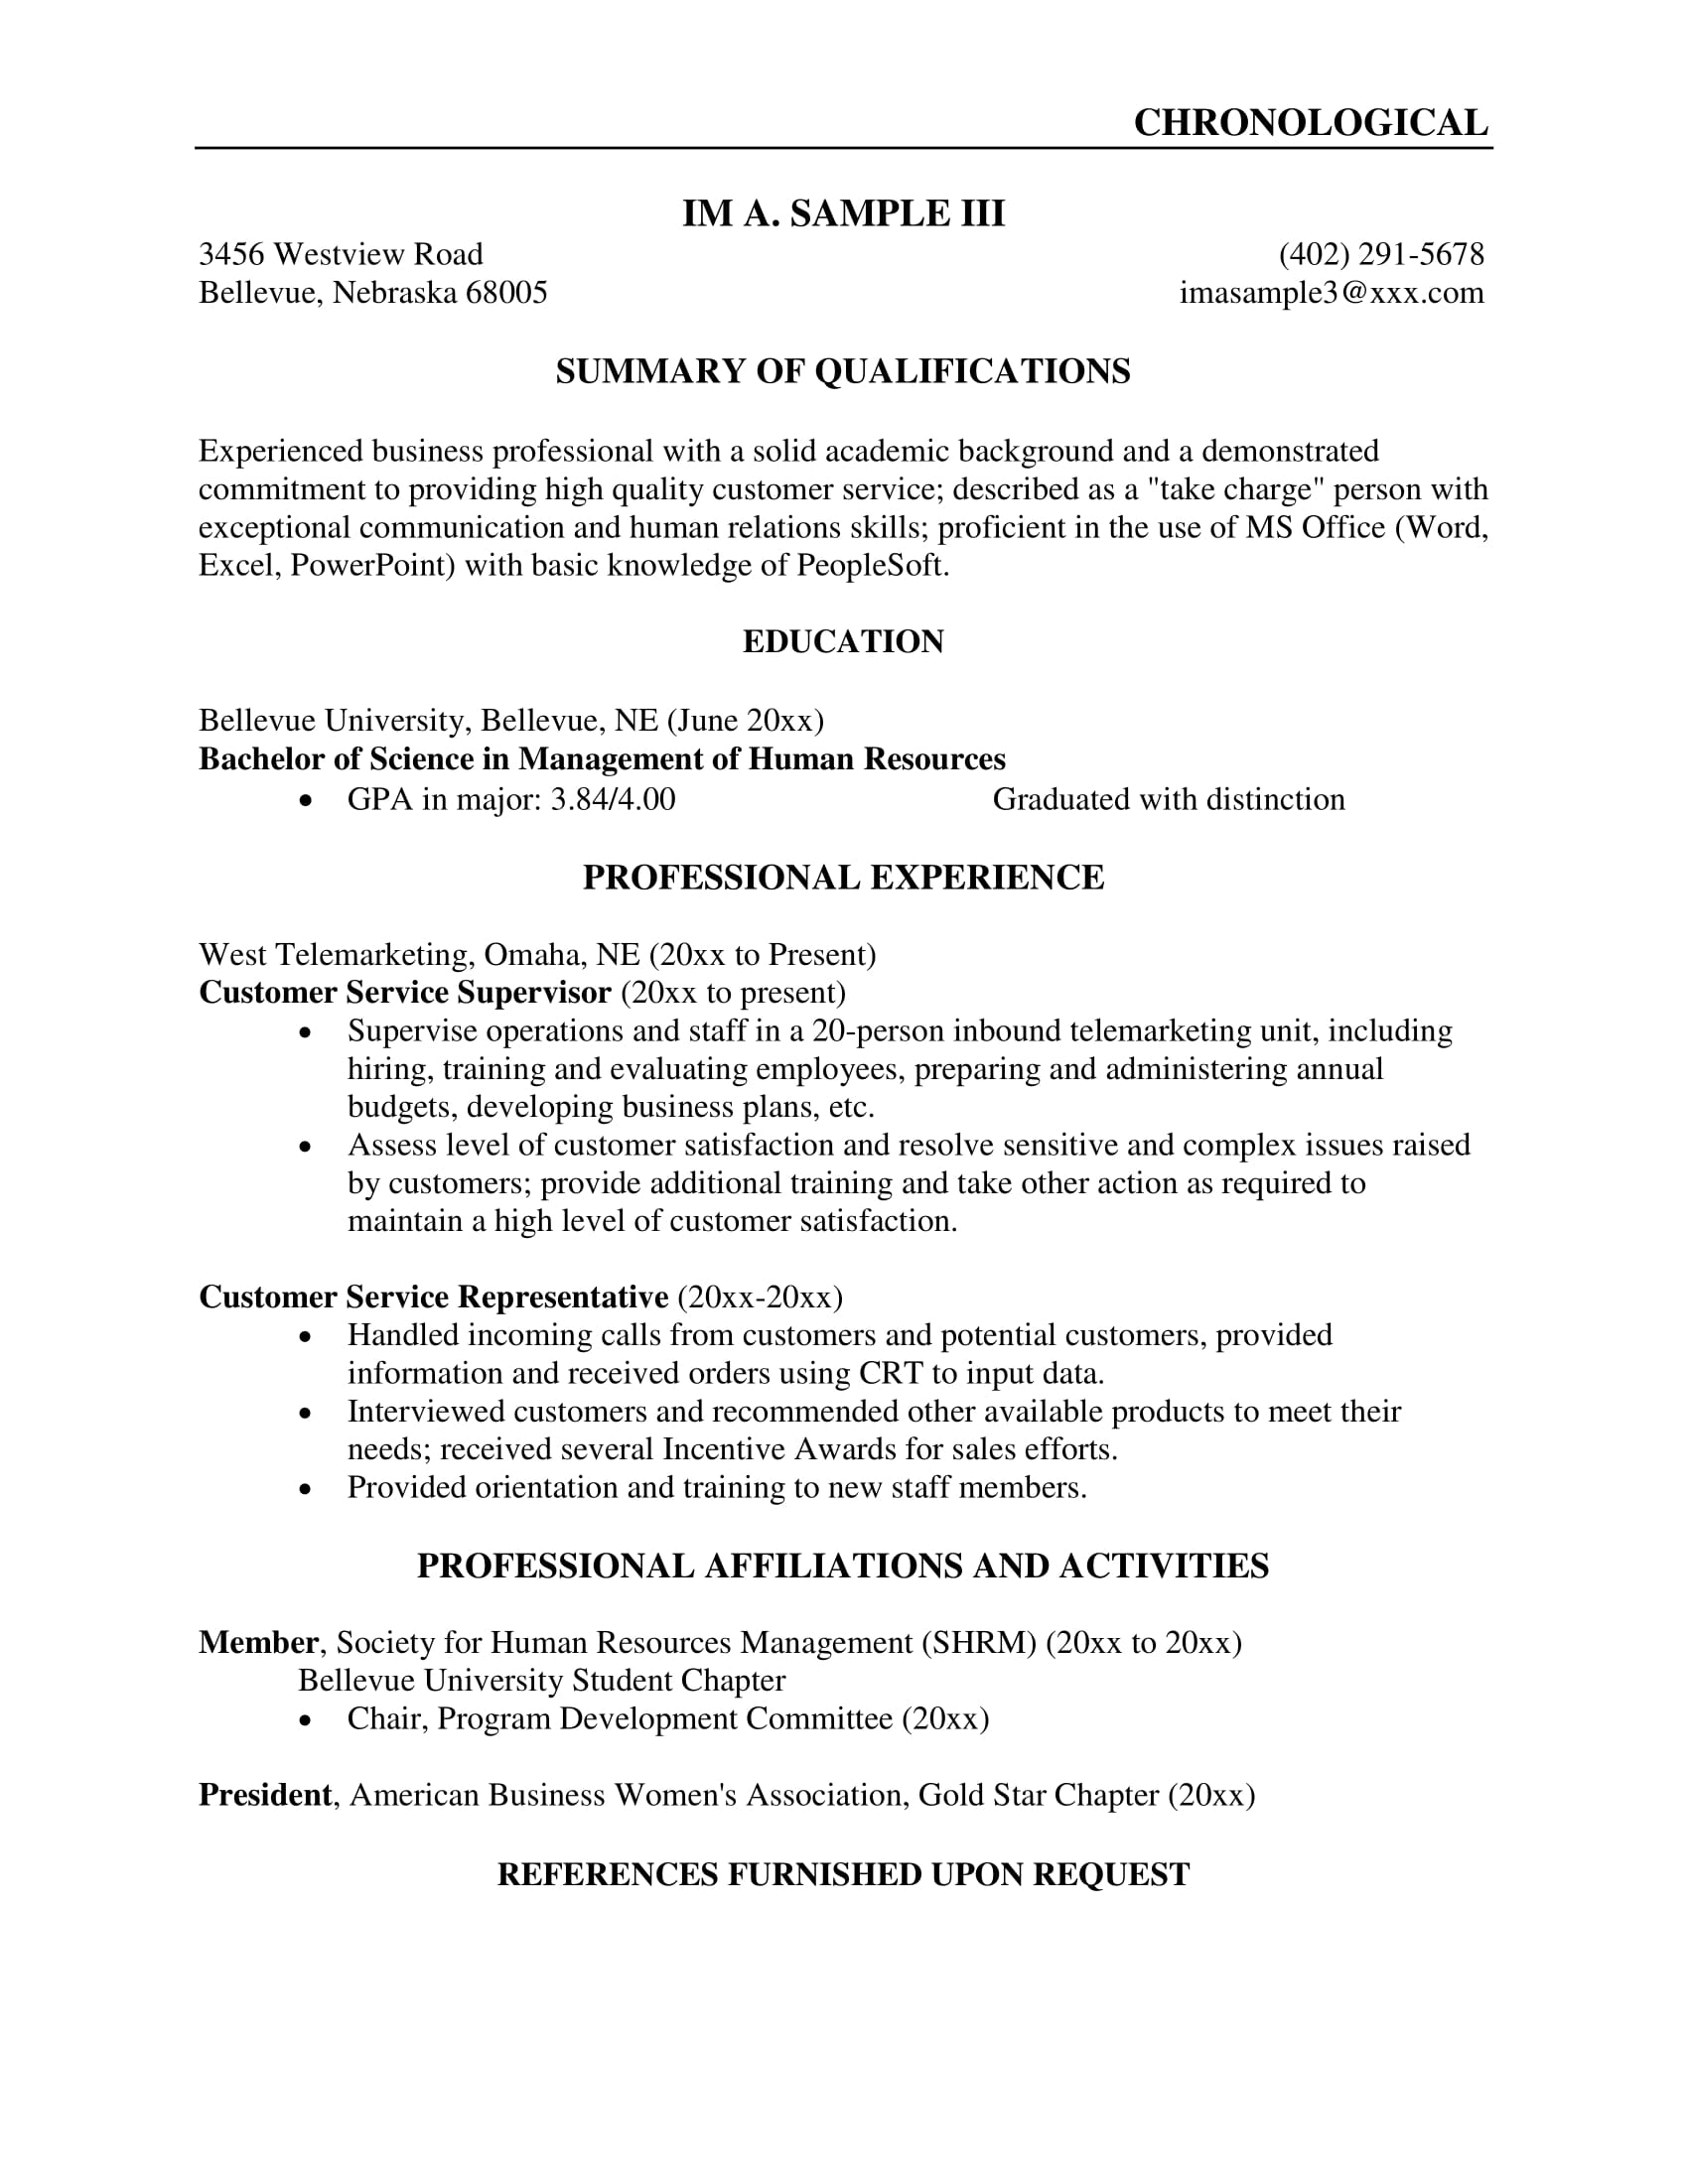 CHRONOLOGICAL
IM A. SAMPLE III
3456 Westview Road (402) 291-5678
Bellevue, Nebraska 68005 imasample3@xxx.com
SUMMARY OF QUALIFICATIONS
Experienced business professional with a solid academic background and a demonstrated
commitment to providing high quality customer service; described as a "take charge" person with
exceptional communication and human relations skills; proficient in the use of MS Office (Word,
Excel, PowerPoint) with basic knowledge of PeopleSoft.
EDUCATION
Bellevue University, Bellevue, NE (June 20xx)
Bachelor of Science in Management of Human Resources
• GPA in major: 3.84/4.00 Graduated with distinction
PROFESSIONAL EXPERIENCE
West Telemarketing, Omaha, NE (20xx to Present)
Customer Service Supervisor (20xx to present)
• Supervise operations and staff in a 20-person inbound telemarketing unit, including
hiring, training and evaluating employees, preparing and administering annual
budgets, developing business plans, etc.
• Assess level of customer satisfaction and resolve sensitive and complex issues raised
by customers; provide additional training and take other action as required to
maintain a high level of customer satisfaction.
Customer Service Representative (20xx-20xx)
• Handled incoming calls from customers and potential customers, provided
information and received orders using CRT to input data.
• Interviewed customers and recommended other available products to meet their
needs; received several Incentive Awards for sales efforts.
• Provided orientation and training to new staff members.
PROFESSIONAL AFFILIATIONS AND ACTIVITIES
Member, Society for Human Resources Management (SHRM) (20xx to 20xx)
Bellevue University Student Chapter
• Chair, Program Development Committee (20xx)
President, American Business Women's Association, Gold Star Chapter (20xx)
REFERENCES FURNISHED UPON REQUEST